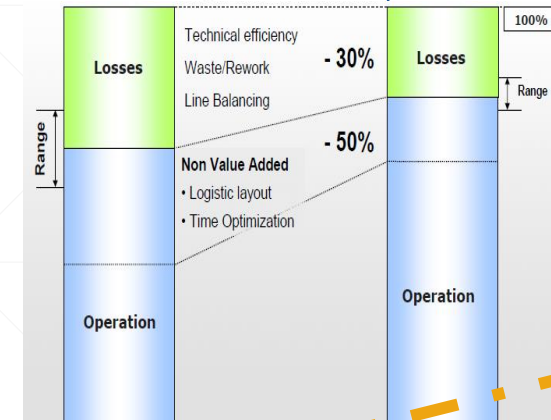 100%
Losses
Technical efficiency
Waste/Rework
Line Balancing
- 30%
Losses
Range
Range
- 50%
Non Value Added
• Logistic layout
• Time Optimization
Operation
Operation